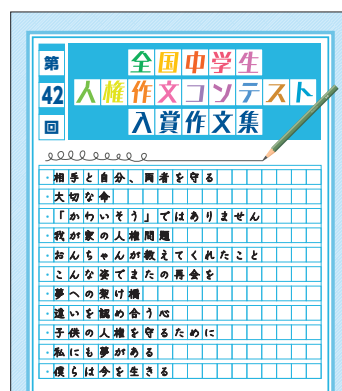 第42回
全国中学生
人権作文コンテスト
入賞作文集
・相手と自分、両者を守る
・大切な命
・「かわいそう」ではありません
・我が家の人権問題
・おんちゃんが教えてくれたこと
・こんな姿でまたの再会を
・夢への架け橋
・違いを認め合う心
・子供の人権を守るために
・私にも夢がある
・僕らは今を生きる